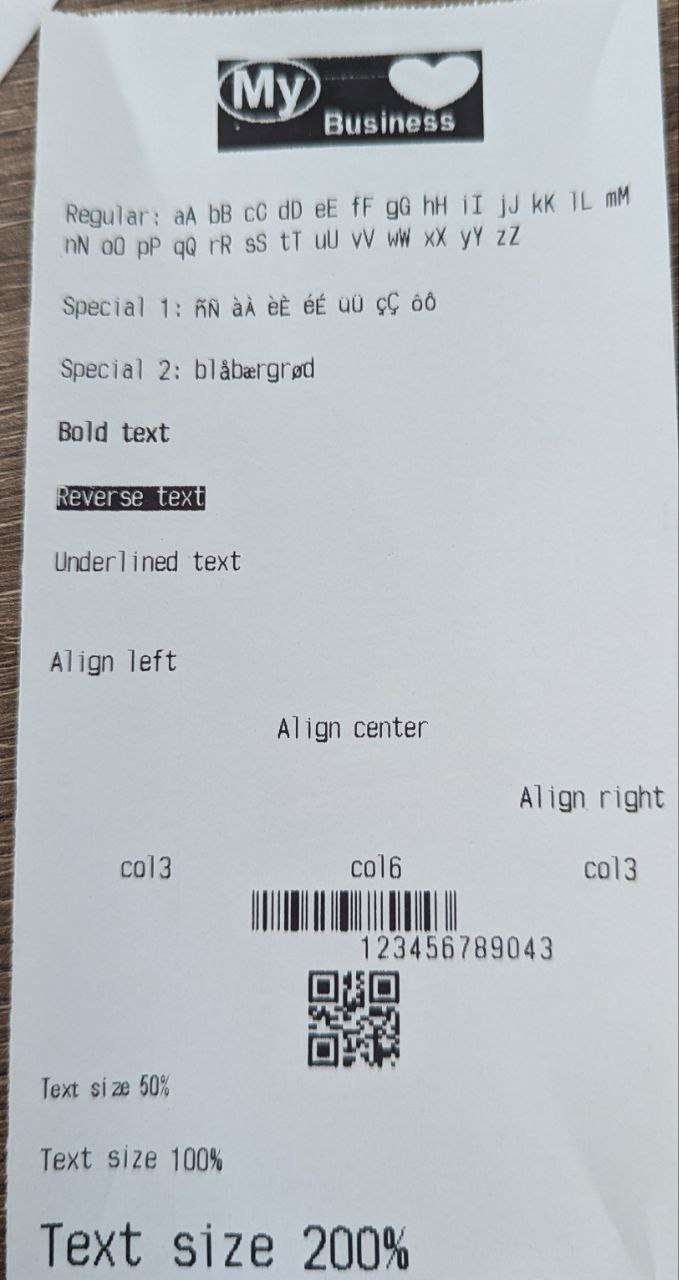 My
Business
Regular: aA bB cC dD eE fF gG hH iI jJ kK lL mM
nN oO pP qQ rR sS tT uU vV wW xX yY zZ
Special 1: ñÑ àÀ èÈ éÉ üÜ çÇ ôÔ
Special 2: blåbærgrød
Bold text
Reverse text
Underlined text
Align left
Align center
Align right
col3 col6 col3
123456789043
Text size 50%
Text size 100%
Text size 200%